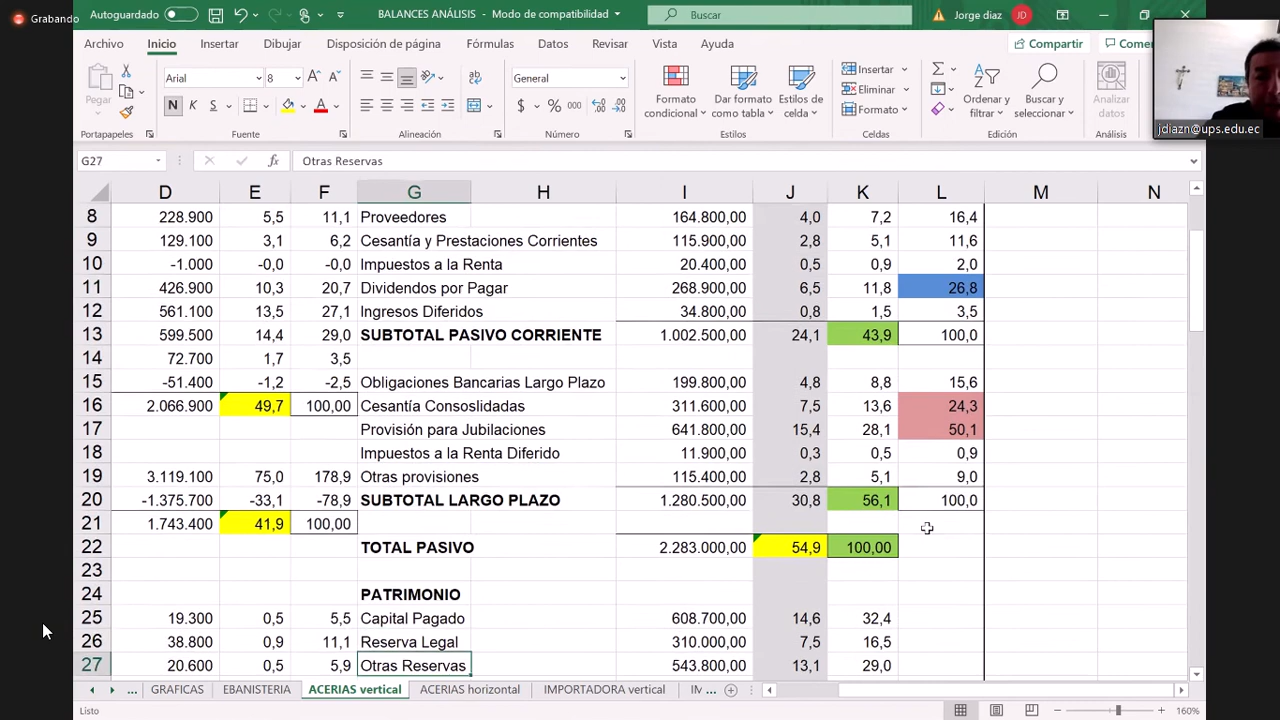 Grabando
Autoguardado
BALANCES ANÁLISIS - Modo de compatibilidad
Buscar
Jorge diaz
JD
Archivo Inicio Insertar Dibujar Disposición de página Fórmulas Datos Revisar Vista Ayuda
Compartir
Pegar
Arial 8
N K S
General
$ % 000
Formato condicional
Dar formato como tabla
Estilos de celda
Insertar
Eliminar
Formato
Ordenar y filtrar
Buscar y seleccionar
Analizar datos
Portapapeles Fuente Alineación Número Estilos Celdas Edición Análisis
jdiazn@ups.edu.ec
G27 fx Otras Reservas
D E F G H I J K L M N
8 228.900 5,5 11,1 Proveedores 164.800,00 4,0 7,2 16,4
9 129.100 3,1 6,2 Cesantía y Prestaciones Corrientes 115.900,00 2,8 5,1 11,6
10 -1.000 -0,0 -0,0 Impuestos a la Renta 20.400,00 0,5 0,9 2,0
11 426.900 10,3 20,7 Dividendos por Pagar 268.900,00 6,5 11,8 26,8
12 561.100 13,5 27,1 Ingresos Diferidos 34.800,00 0,8 1,5 3,5
13 599.500 14,4 29,0 SUBTOTAL PASIVO CORRIENTE 1.002.500,00 24,1 43,9 100,0
14 72.700 1,7 3,5
15 -51.400 -1,2 -2,5 Obligaciones Bancarias Largo Plazo 199.800,00 4,8 8,8 15,6
16 2.066.900 49,7 100,00 Cesantía Consoslidadas 311.600,00 7,5 13,6 24,3
17 Provisión para Jubilaciones 641.800,00 15,4 28,1 50,1
18 Impuestos a la Renta Diferido 11.900,00 0,3 0,5 0,9
19 3.119.100 75,0 178,9 Otras provisiones 115.400,00 2,8 5,1 9,0
20 -1.375.700 -33,1 -78,9 SUBTOTAL LARGO PLAZO 1.280.500,00 30,8 56,1 100,0
21 1.743.400 41,9 100,00
22 TOTAL PASIVO 2.283.000,00 54,9 100,00
23
24 PATRIMONIO
25 19.300 0,5 5,5 Capital Pagado 608.700,00 14,6 32,4
26 38.800 0,9 11,1 Reserva Legal 310.000,00 7,5 16,5
27 20.600 0,5 5,9 Otras Reservas 543.800,00 13,1 29,0
... GRAFICAS EBANISTERIA ACERIAS vertical ACERIAS horizontal IMPORTADORA vertical ...
Listo
160%